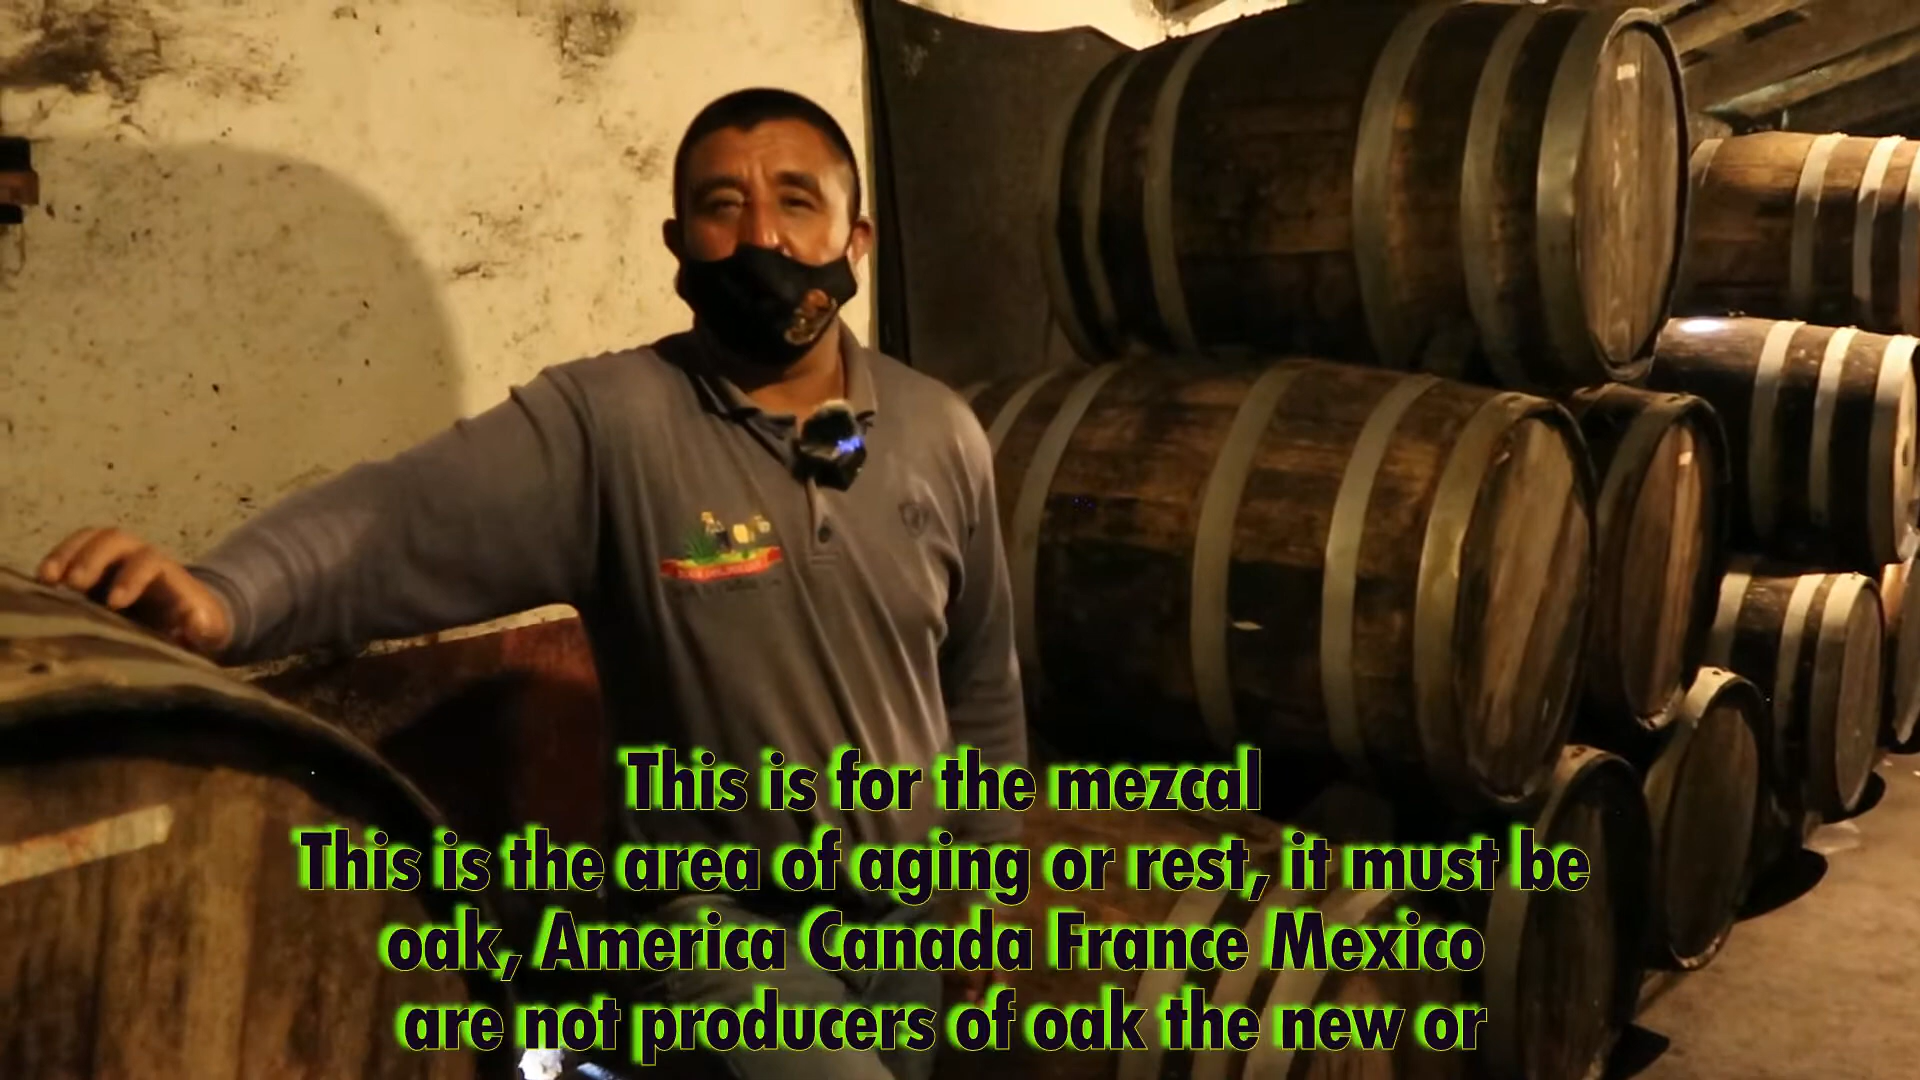 This is for the mezcal
This is the area of aging or rest, it must be
oak, America Canada France Mexico
are not producers of oak the new or